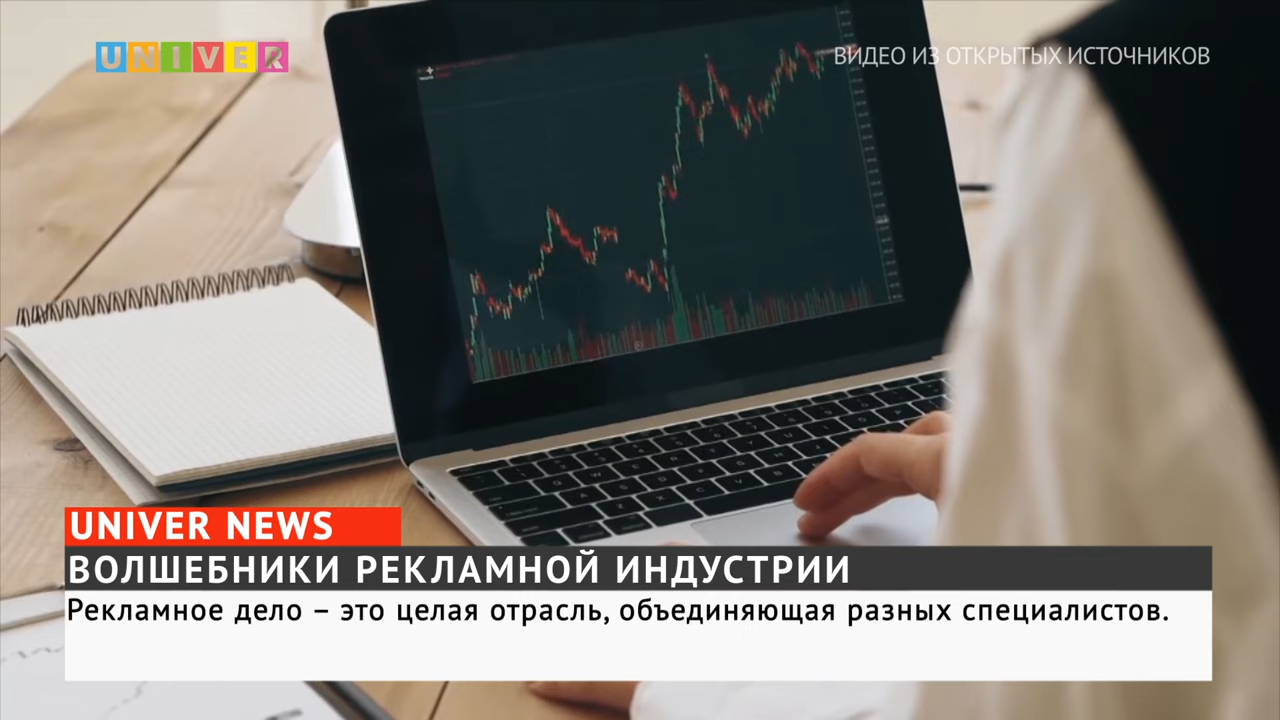 UNIVER
ВИДЕО ИЗ ОТКРЫТЫХ ИСТОЧНИКОВ
UNIVER NEWS
ВОЛШЕБНИКИ РЕКЛАМНОЙ ИНДУСТРИИ
Рекламное дело – это целая отрасль, объединяющая разных специалистов.